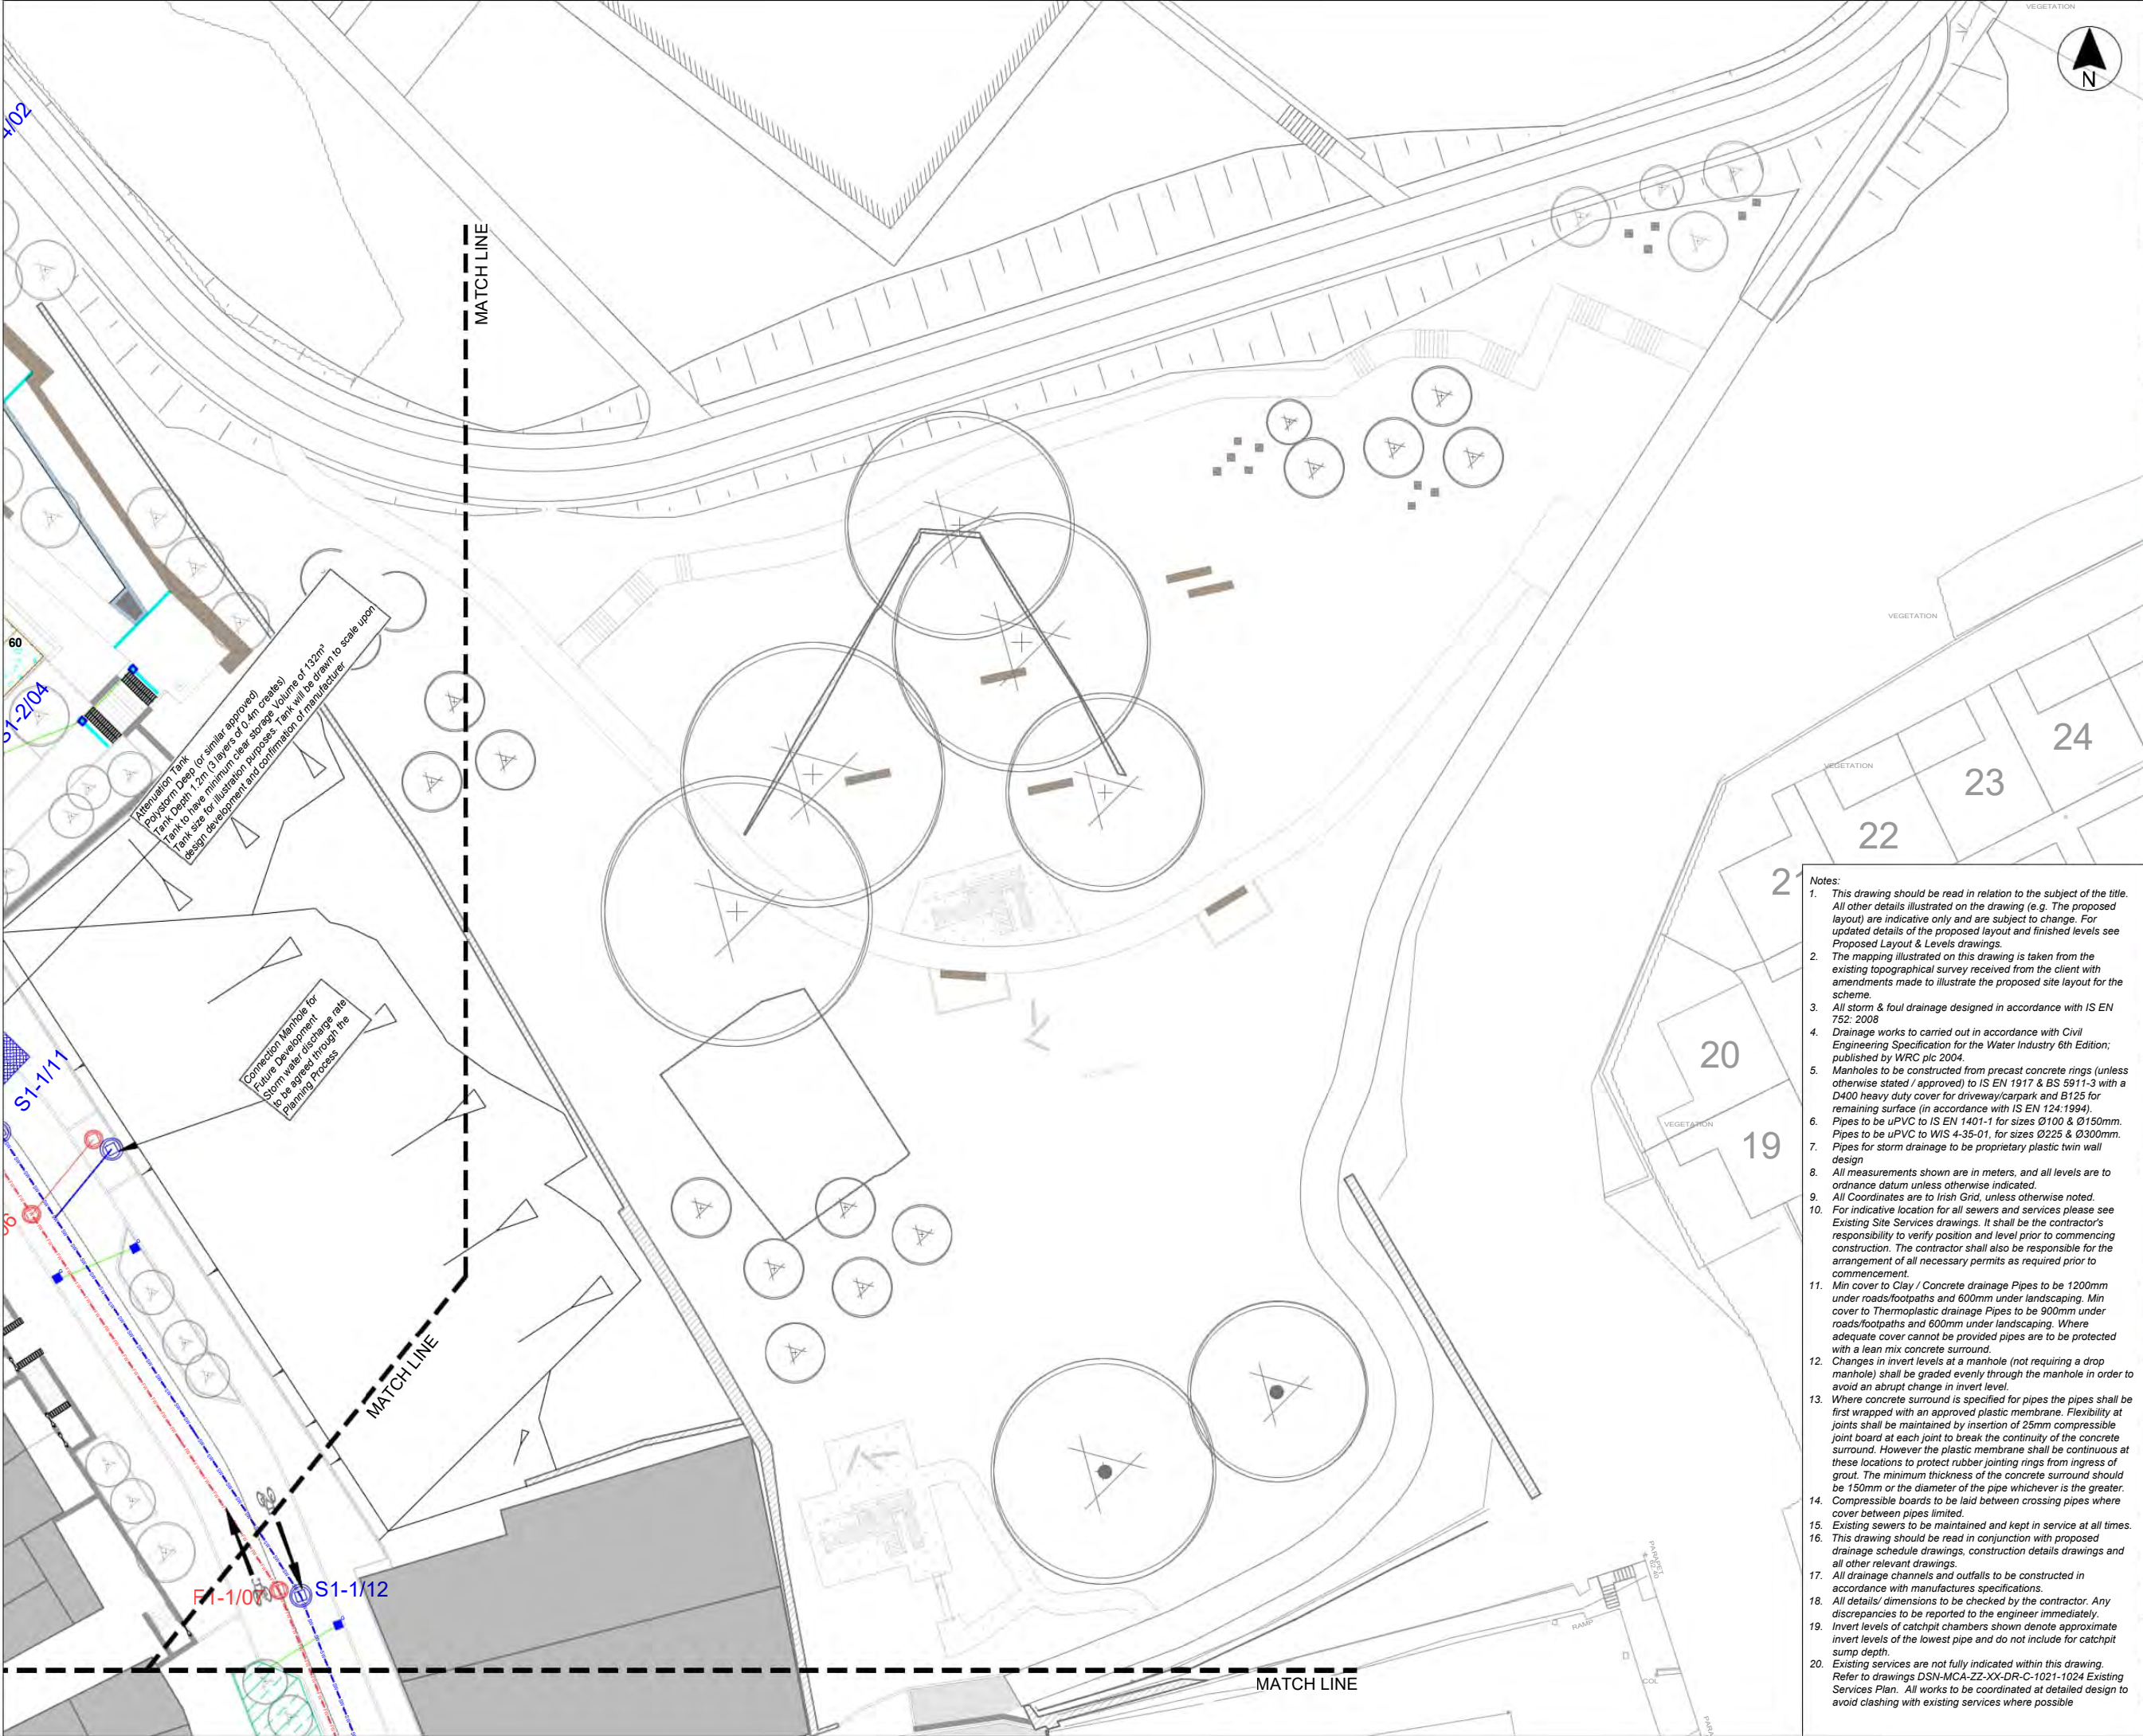 VEGETATION
N
4/02
MATCH LINE
VEGETATION
60
S1-2/04
Attenuation Tank
Polystorm Deep (or similar approved)
Tank Depth 1.2m (3 layers of 0.4m creates)
Tank to have minimum clear storage Volume of 132m³
Tank size for illustration purposes. Tank will be drawn to scale upon
design development and confirmation of manufacturer
24
VEGETATION
23
22
21
S1-1/11
Connection Manhole for
Future Development
Storm water discharge rate
to be agreed through the
Planning Process
20
VEGETATION
19
06
MATCH LINE
F1-1/07
S1-1/12
PARAPET
RAMP
COL
MATCH LINE
Notes:
1. This drawing should be read in relation to the subject of the title.
All other details illustrated on the drawing (e.g. The proposed
layout) are indicative only and are subject to change. For
updated details of the proposed layout and finished levels see
Proposed Layout & Levels drawings.
2. The mapping illustrated on this drawing is taken from the
existing topographical survey received from the client with
amendments made to illustrate the proposed site layout for the
scheme.
3. All storm & foul drainage designed in accordance with IS EN
752: 2008
4. Drainage works to carried out in accordance with Civil
Engineering Specification for the Water Industry 6th Edition;
published by WRC plc 2004.
5. Manholes to be constructed from precast concrete rings (unless
otherwise stated / approved) to IS EN 1917 & BS 5911-3 with a
D400 heavy duty cover for driveway/carpark and B125 for
remaining surface (in accordance with IS EN 124:1994).
6. Pipes to be uPVC to IS EN 1401-1 for sizes Ø100 & Ø150mm.
Pipes to be uPVC to WIS 4-35-01, for sizes Ø225 & Ø300mm.
7. Pipes for storm drainage to be proprietary plastic twin wall
design
8. All measurements shown are in meters, and all levels are to
ordnance datum unless otherwise indicated.
9. All Coordinates are to Irish Grid, unless otherwise noted.
10. For indicative location for all sewers and services please see
Existing Site Services drawings. It shall be the contractor's
responsibility to verify position and level prior to commencing
construction. The contractor shall also be responsible for the
arrangement of all necessary permits as required prior to
commencement.
11. Min cover to Clay / Concrete drainage Pipes to be 1200mm
under roads/footpaths and 600mm under landscaping. Min
cover to Thermoplastic drainage Pipes to be 900mm under
roads/footpaths and 600mm under landscaping. Where
adequate cover cannot be provided pipes are to be protected
with a lean mix concrete surround.
12. Changes in invert levels at a manhole (not requiring a drop
manhole) shall be graded evenly through the manhole in order to
avoid an abrupt change in invert level.
13. Where concrete surround is specified for pipes the pipes shall be
first wrapped with an approved plastic membrane. Flexibility at
joints shall be maintained by insertion of 25mm compressible
joint board at each joint to break the continuity of the concrete
surround. However the plastic membrane shall be continuous at
these locations to protect rubber jointing rings from ingress of
grout. The minimum thickness of the concrete surround should
be 150mm or the diameter of the pipe whichever is the greater.
14. Compressible boards to be laid between crossing pipes where
cover between pipes limited.
15. Existing sewers to be maintained and kept in service at all times.
16. This drawing should be read in conjunction with proposed
drainage schedule drawings, construction details drawings and
all other relevant drawings.
17. All drainage channels and outfalls to be constructed in
accordance with manufactures specifications.
18. All details/ dimensions to be checked by the contractor. Any
discrepancies to be reported to the engineer immediately.
19. Invert levels of catchpit chambers shown denote approximate
invert levels of the lowest pipe and do not include for catchpit
sump depth.
20. Existing services are not fully indicated within this drawing.
Refer to drawings DSN-MCA-ZZ-XX-DR-C-1021-1024 Existing
Services Plan. All works to be coordinated at detailed design to
avoid clashing with existing services where possible